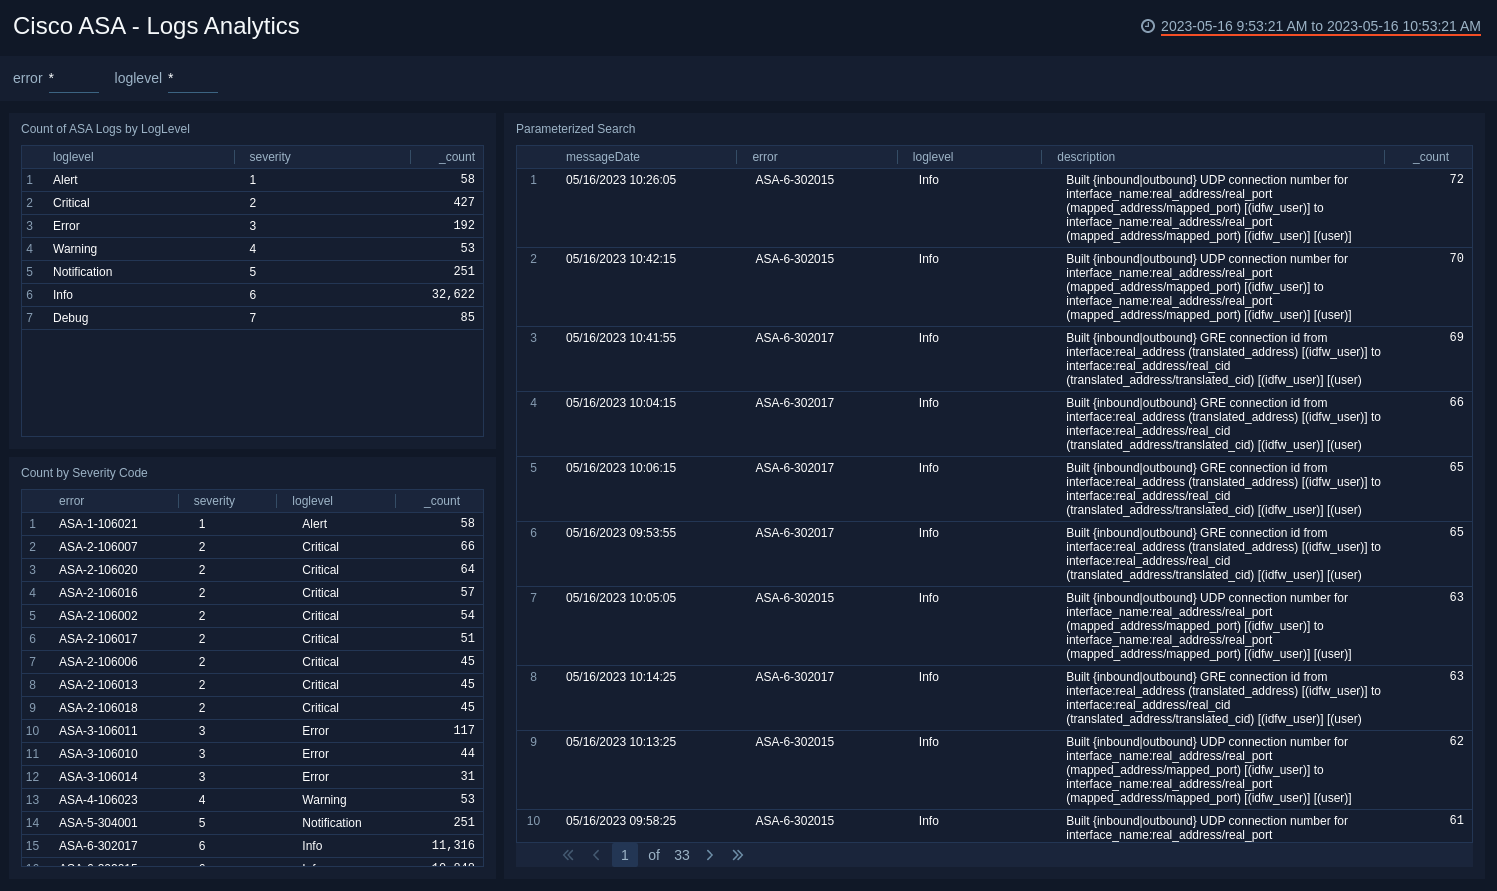 Cisco ASA - Logs Analytics
2023-05-16 9:53:21 AM to 2023-05-16 10:53:21 AM
error *
loglevel *
Count of ASA Logs by LogLevel
loglevel severity _count
1 Alert 1 58
2 Critical 2 427
3 Error 3 192
4 Warning 4 53
5 Notification 5 251
6 Info 6 32,622
7 Debug 7 85
Count by Severity Code
error severity loglevel _count
1 ASA-1-106021 1 Alert 58
2 ASA-2-106007 2 Critical 66
3 ASA-2-106020 2 Critical 64
4 ASA-2-106016 2 Critical 57
5 ASA-2-106002 2 Critical 54
6 ASA-2-106017 2 Critical 51
7 ASA-2-106006 2 Critical 45
8 ASA-2-106013 2 Critical 45
9 ASA-2-106018 2 Critical 45
10 ASA-3-106011 3 Error 117
11 ASA-3-106010 3 Error 44
12 ASA-3-106014 3 Error 31
13 ASA-4-106023 4 Warning 53
14 ASA-5-304001 5 Notification 251
15 ASA-6-302017 6 Info 11,316
Parameterized Search
messageDate error loglevel description _count
1 05/16/2023 10:26:05 ASA-6-302015 Info Built {inbound|outbound} UDP connection number for 72
interface_name:real_address/real_port
(mapped_address/mapped_port) [(idfw_user)] to
interface_name:real_address/real_port
(mapped_address/mapped_port) [(idfw_user)] [(user)]
2 05/16/2023 10:42:15 ASA-6-302015 Info Built {inbound|outbound} UDP connection number for 70
interface_name:real_address/real_port
(mapped_address/mapped_port) [(idfw_user)] to
interface_name:real_address/real_port
(mapped_address/mapped_port) [(idfw_user)] [(user)]
3 05/16/2023 10:41:55 ASA-6-302017 Info Built {inbound|outbound} GRE connection id from 69
interface:real_address (translated_address) [(idfw_user)] to
interface:real_address/real_cid
(translated_address/translated_cid) [(idfw_user)] [(user)
4 05/16/2023 10:04:15 ASA-6-302017 Info Built {inbound|outbound} GRE connection id from 66
interface:real_address (translated_address) [(idfw_user)] to
interface:real_address/real_cid
(translated_address/translated_cid) [(idfw_user)] [(user)
5 05/16/2023 10:06:15 ASA-6-302017 Info Built {inbound|outbound} GRE connection id from 65
interface:real_address (translated_address) [(idfw_user)] to
interface:real_address/real_cid
(translated_address/translated_cid) [(idfw_user)] [(user)
6 05/16/2023 09:53:55 ASA-6-302017 Info Built {inbound|outbound} GRE connection id from 65
interface:real_address (translated_address) [(idfw_user)] to
interface:real_address/real_cid
(translated_address/translated_cid) [(idfw_user)] [(user)
7 05/16/2023 10:05:05 ASA-6-302015 Info Built {inbound|outbound} UDP connection number for 63
interface_name:real_address/real_port
(mapped_address/mapped_port) [(idfw_user)] to
interface_name:real_address/real_port
(mapped_address/mapped_port) [(idfw_user)] [(user)]
8 05/16/2023 10:14:25 ASA-6-302017 Info Built {inbound|outbound} GRE connection id from 63
interface:real_address (translated_address) [(idfw_user)] to
interface:real_address/real_cid
(translated_address/translated_cid) [(idfw_user)] [(user)
9 05/16/2023 10:13:25 ASA-6-302015 Info Built {inbound|outbound} UDP connection number for 62
interface_name:real_address/real_port
(mapped_address/mapped_port) [(idfw_user)] to
interface_name:real_address/real_port
(mapped_address/mapped_port) [(idfw_user)] [(user)]
10 05/16/2023 09:58:25 ASA-6-302015 Info Built {inbound|outbound} UDP connection number for 61
interface_name:real_address/real_port
1 of 33